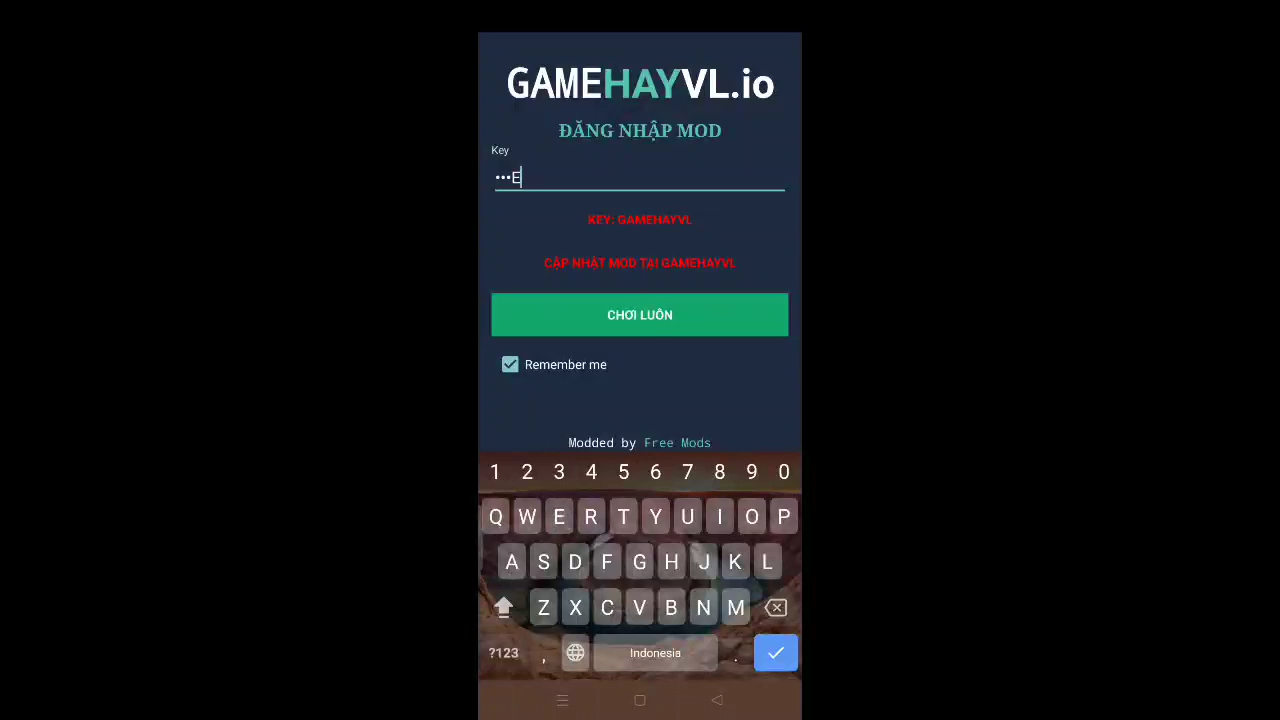 GAMEHAYVL.io
ĐĂNG NHẬP MOD
Key
•••E
KEY: GAMEHAYVL
CẬP NHẬT MOD TẠI GAMEHAYVL
CHƠI LUÔN
Remember me
Modded by Free Mods
1 2 3 4 5 6 7 8 9 0
Q W E R T Y U I O P
A S D F G H J K L
Z X C V B N M
?123 , Indonesia .